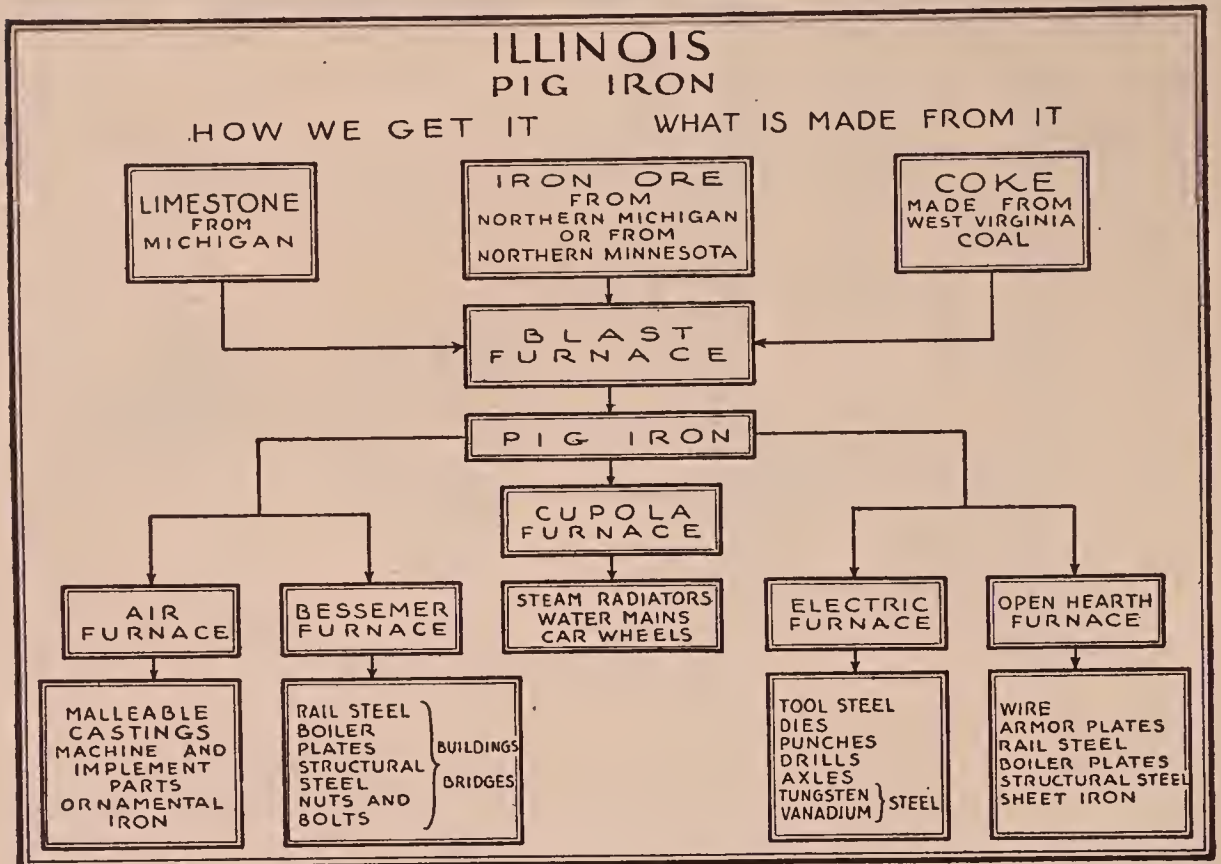 ILLINOIS
PIG IRON
HOW WE GET IT
WHAT IS MADE FROM IT
LIMESTONE
FROM
MICHIGAN
IRON ORE
FROM
NORTHERN MICHIGAN
OR FROM
NORTHERN MINNESOTA
COKE
MADE FROM
WEST VIRGINIA
COAL
BLAST
FURNACE
PIG IRON
CUPOLA
FURNACE
AIR
FURNACE
BESSEMER
FURNACE
STEAM RADIATORS
WATER MAINS
CAR WHEELS
ELECTRIC
FURNACE
OPEN HEARTH
FURNACE
MALLEABLE
CASTINGS
MACHINE AND
IMPLEMENT
PARTS
ORNAMENTAL
IRON
RAIL STEEL
BOILER
PLATES
STRUCTURAL
STEEL
NUTS AND
BOLTS
BUILDINGS
BRIDGES
TOOL STEEL
DIES
PUNCHES
DRILLS
AXLES
TUNGSTEN
VANADIUM
STEEL
WIRE
ARMOR PLATES
RAIL STEEL
BOILER PLATES
STRUCTURAL STEEL
SHEET IRON